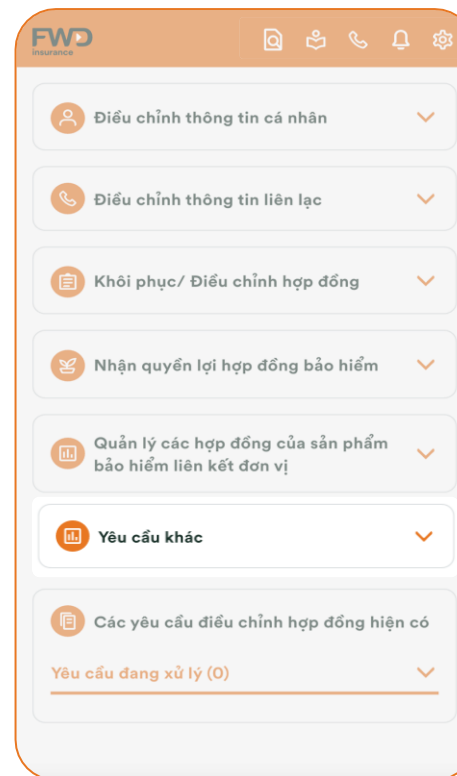 FWD
insurance
Điều chỉnh thông tin cá nhân
Điều chỉnh thông tin liên lạc
Khôi phục/ Điều chỉnh hợp đồng
Nhận quyền lợi hợp đồng bảo hiểm
Quản lý các hợp đồng của sản phẩm
bảo hiểm liên kết đơn vị
Yêu cầu khác
Các yêu cầu điều chỉnh hợp đồng hiện có
Yêu cầu đang xử lý (0)